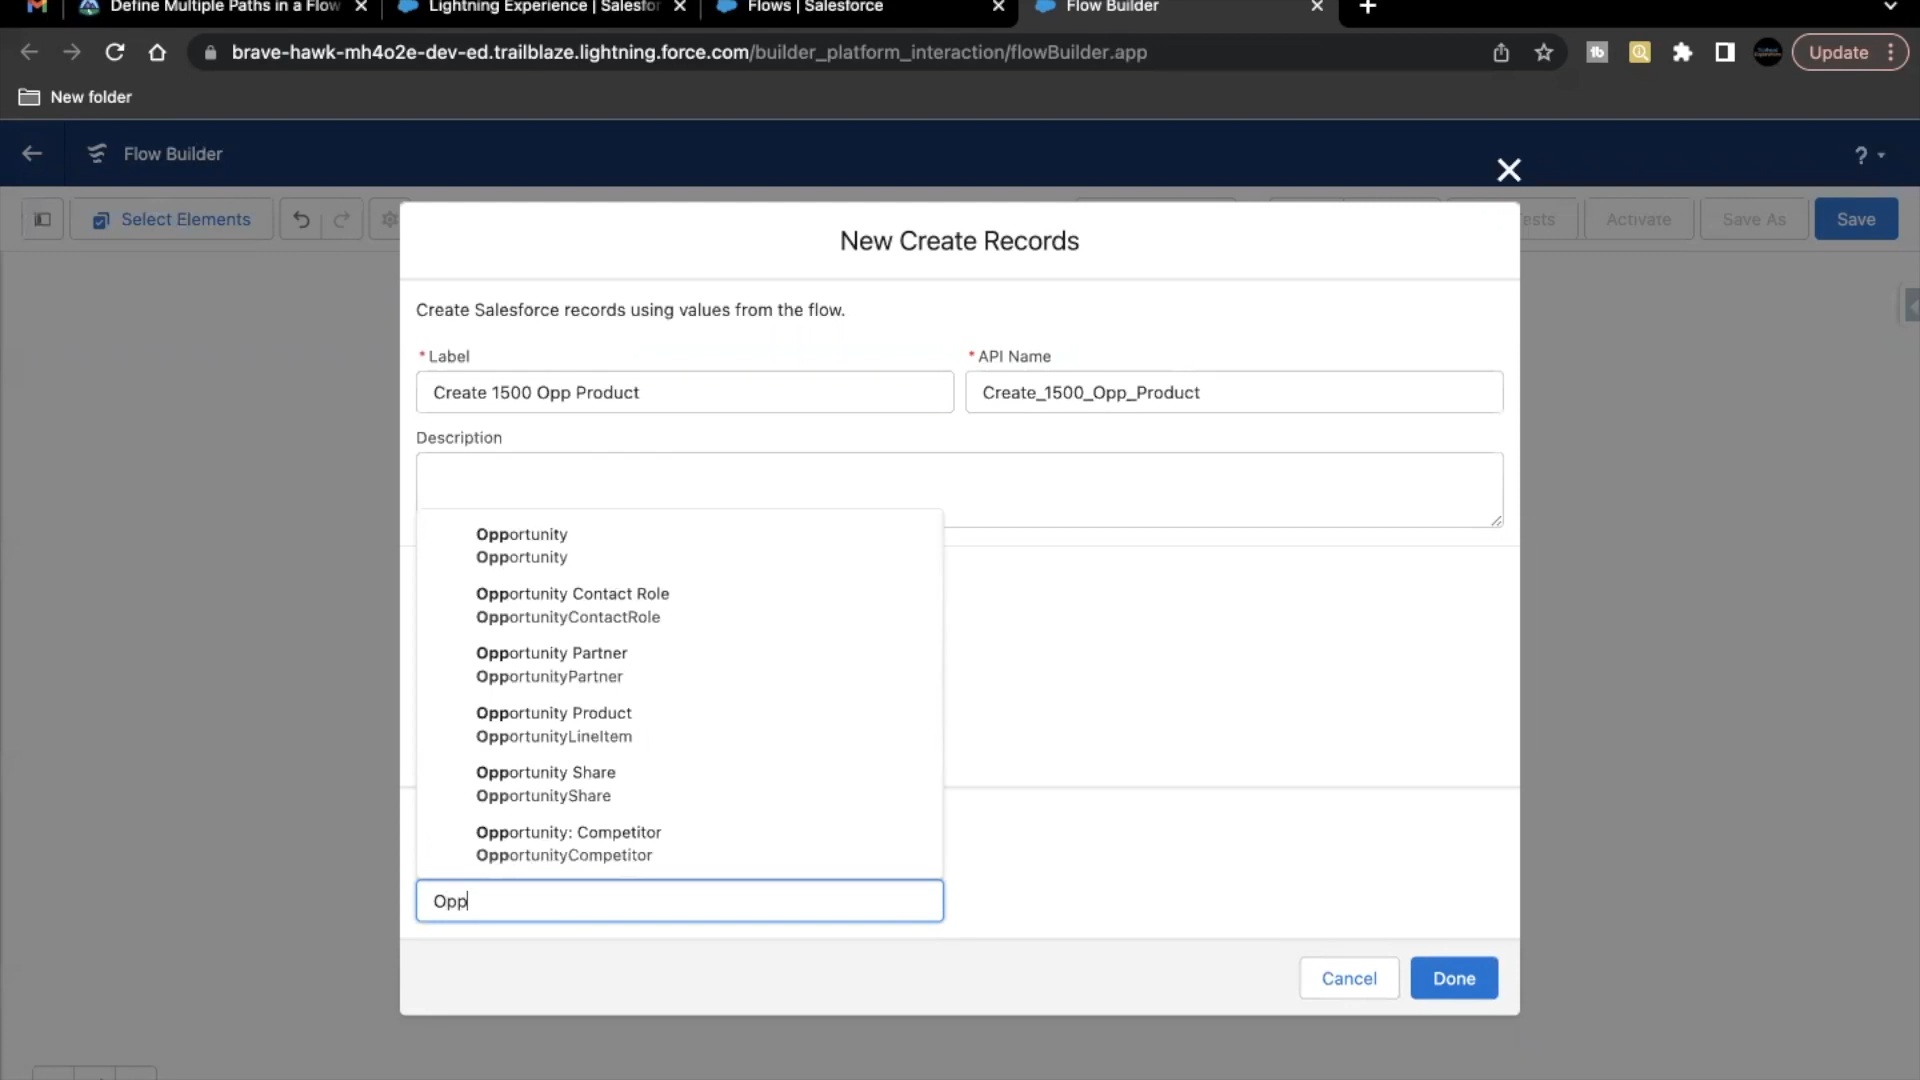 Define Multiple Paths in a Flow
Lightning Experience | Salesfor
Flows | Salesforce
Flow Builder
brave-hawk-mh4o2e-dev-ed.trailblaze.lightning.force.com/builder_platform_interaction/flowBuilder.app
Update
New folder
Flow Builder
?
Select Elements
ests
Activate
Save As
Save
New Create Records
Create Salesforce records using values from the flow.
* Label
* API Name
Create 1500 Opp Product
Create_1500_Opp_Product
Description
Opportunity
Opportunity
Opportunity Contact Role
OpportunityContactRole
Opportunity Partner
OpportunityPartner
Opportunity Product
OpportunityLineItem
Opportunity Share
OpportunityShare
Opportunity: Competitor
OpportunityCompetitor
Opp
Cancel
Done